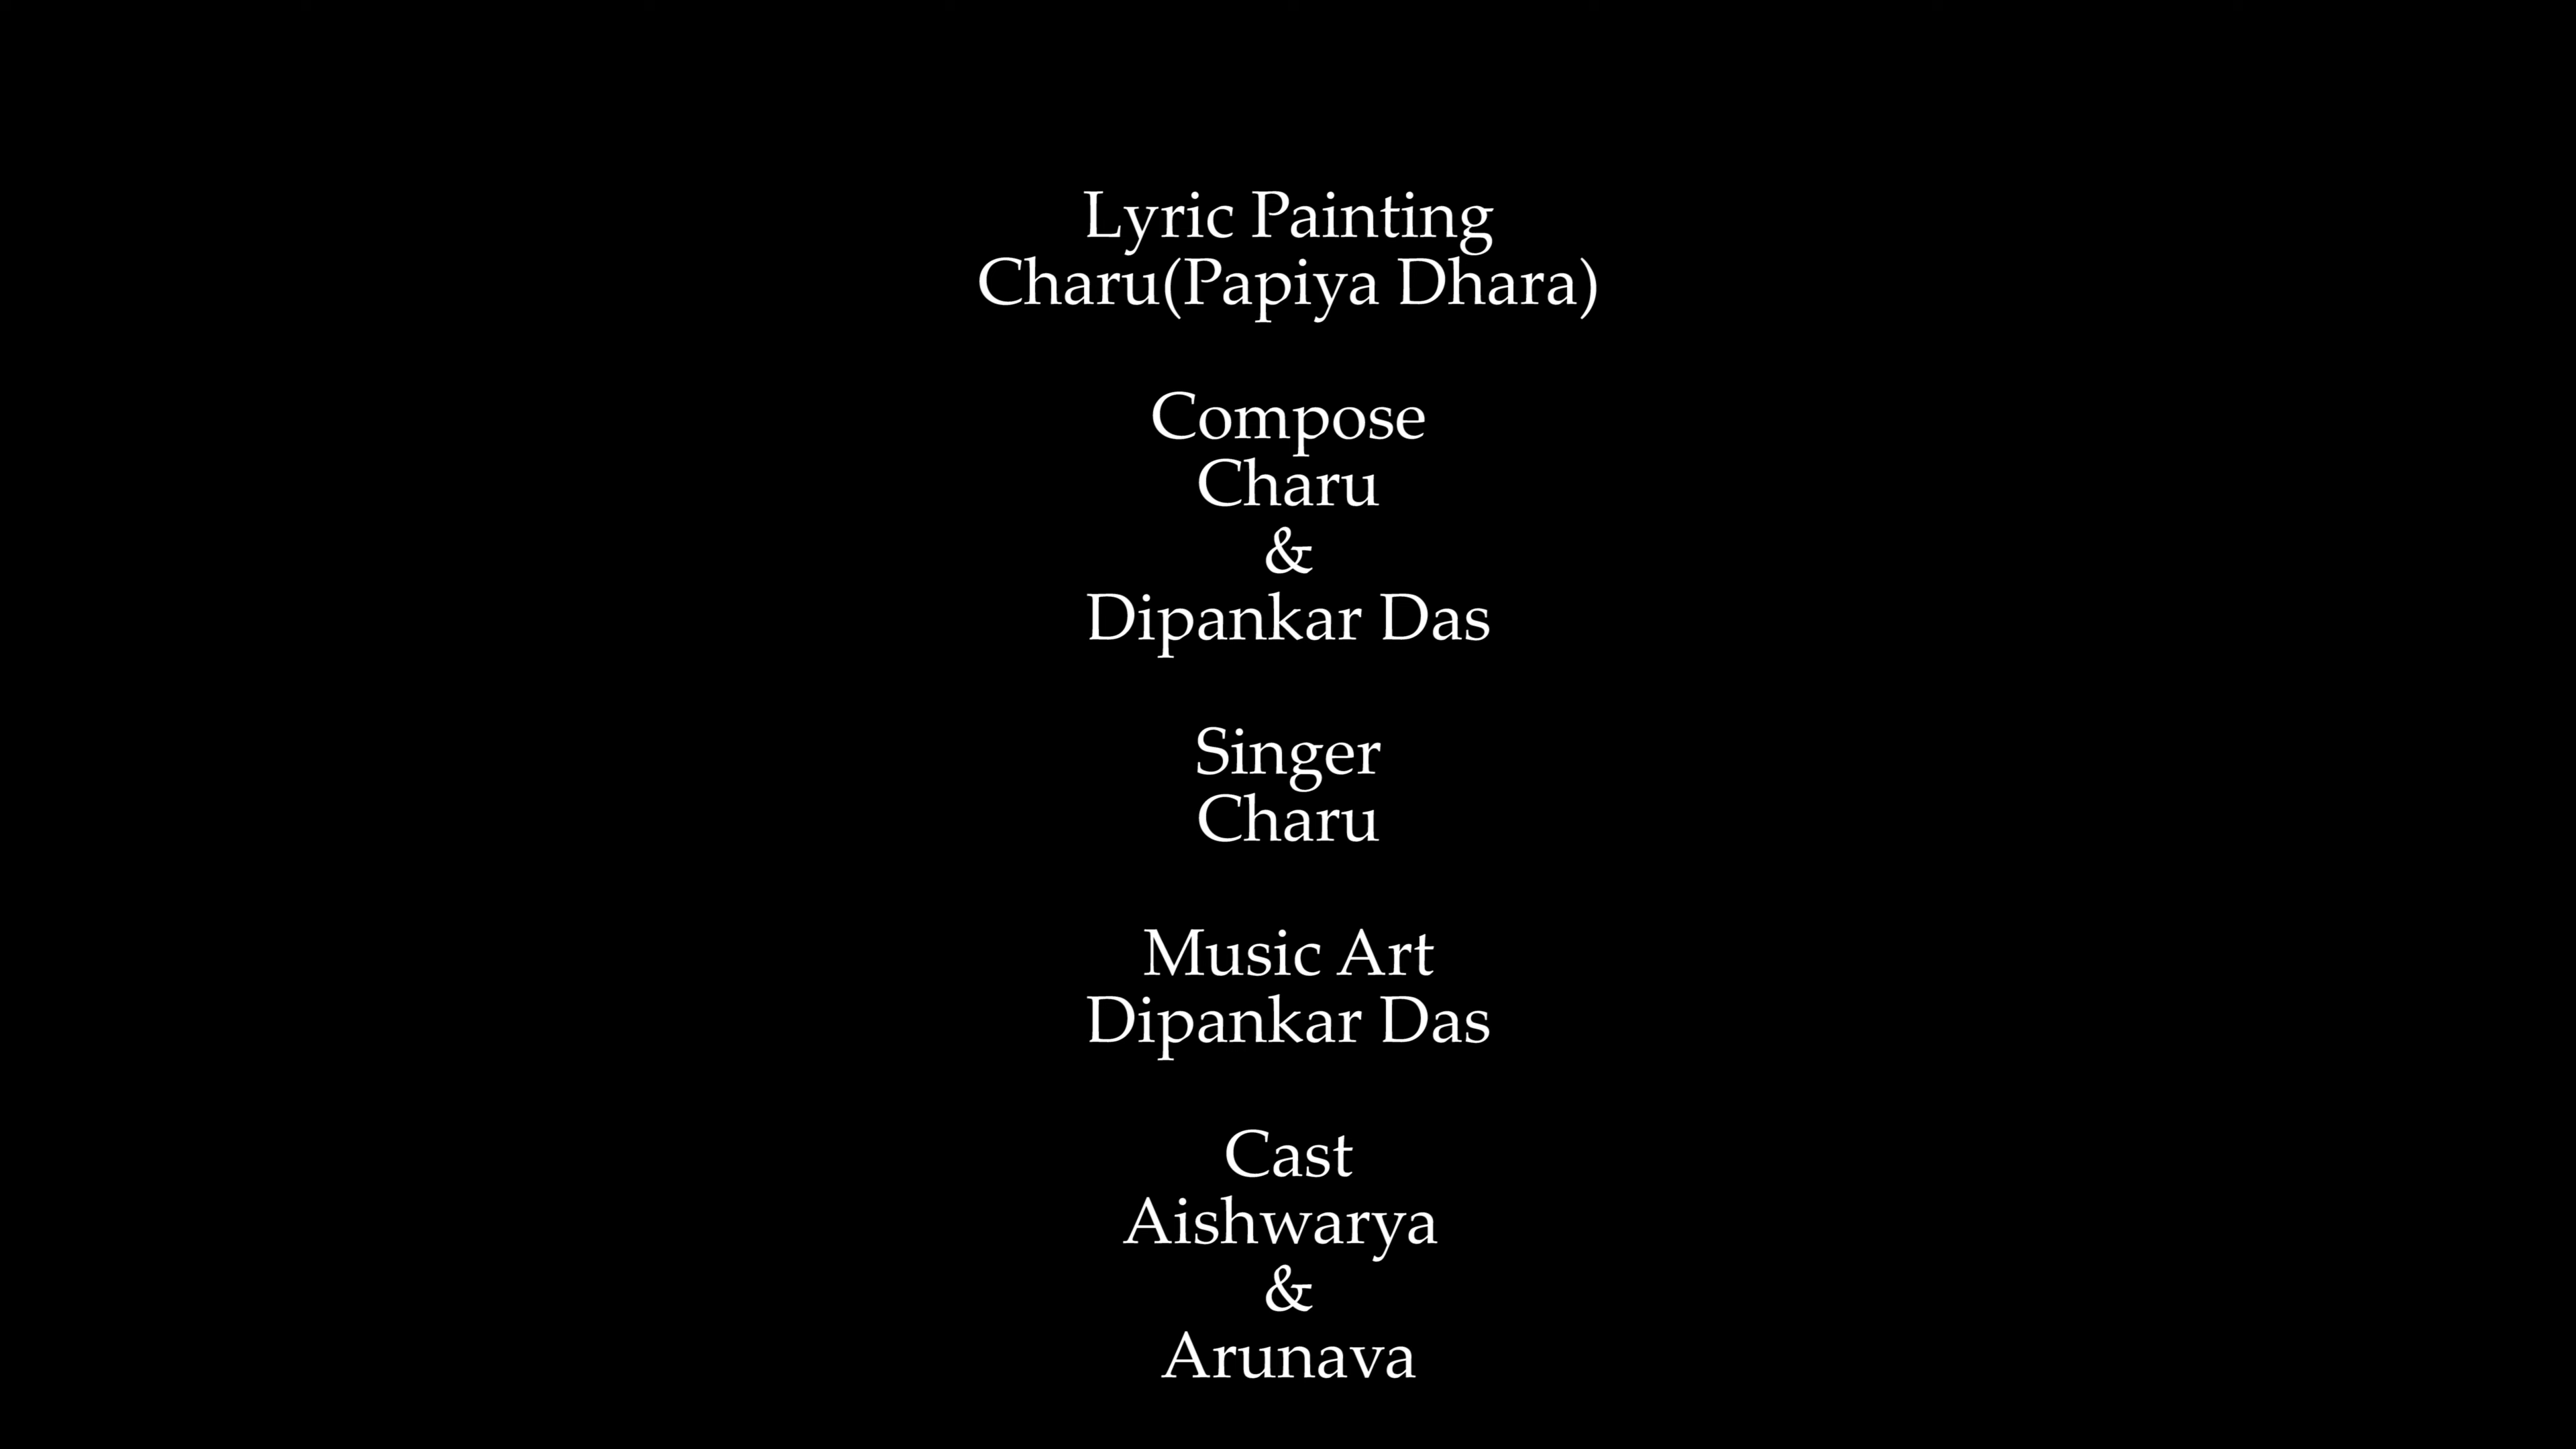 Lyric Painting
Charu(Papiya Dhara)
Compose
Charu
&
Dipankar Das
Singer
Charu
Music Art
Dipankar Das
Cast
Aishwarya
&
Arunava